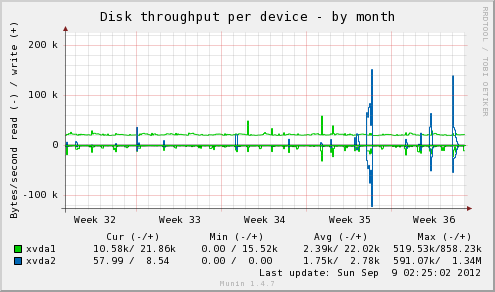 Disk throughput per device - by month
RRDTOOL / TOBI OETIKER
Bytes/second read (-) / write (+)
200 k
100 k
0
-100 k
Week 32 Week 33 Week 34 Week 35 Week 36
Cur (-/+) Min (-/+) Avg (-/+) Max (-/+)
xvda1 10.58k/ 21.86k 0.00 / 15.52k 2.39k/ 22.02k 519.53k/858.23k
xvda2 57.99 / 8.54 0.00 / 0.00 1.75k/ 2.78k 591.07k/ 1.34M
Last update: Sun Sep 9 02:25:02 2012
Munin 1.4.7